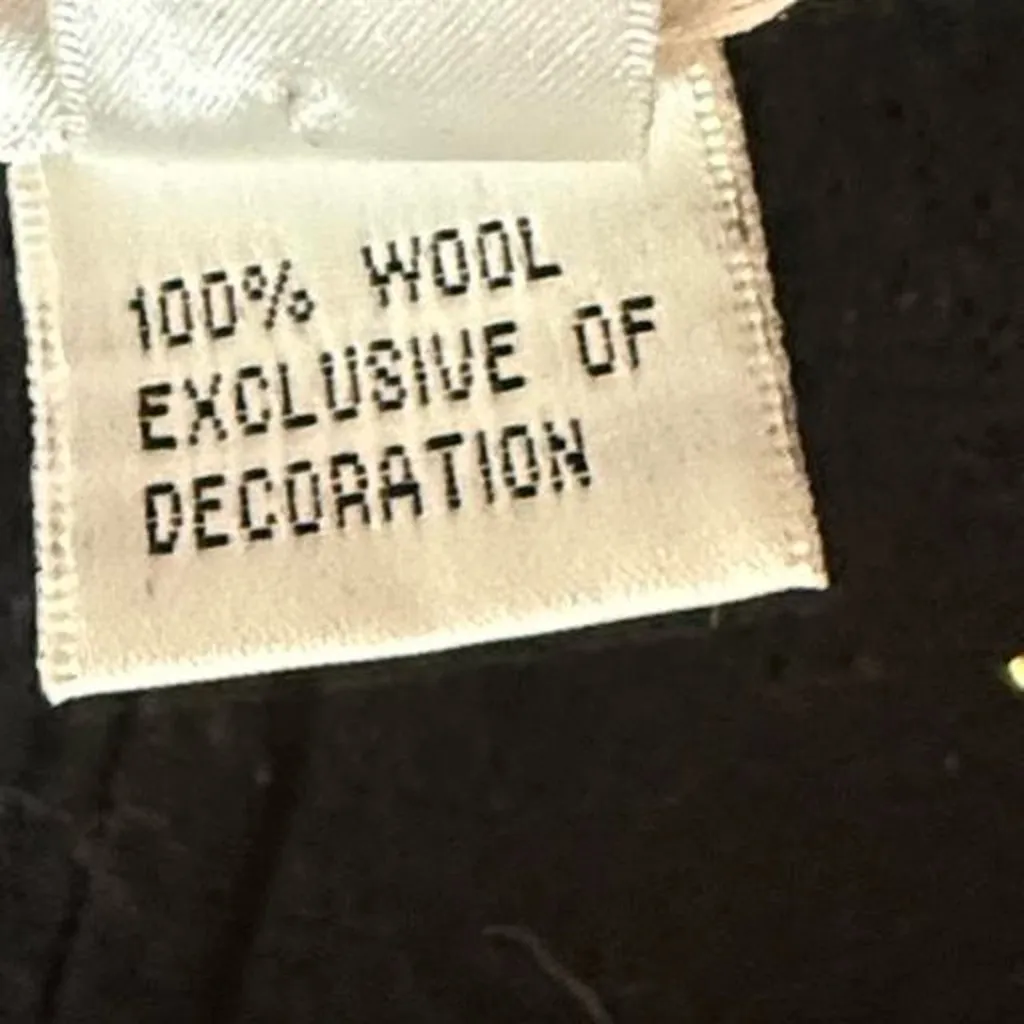 100% WOOL
EXCLUSIVE OF
DECORATION